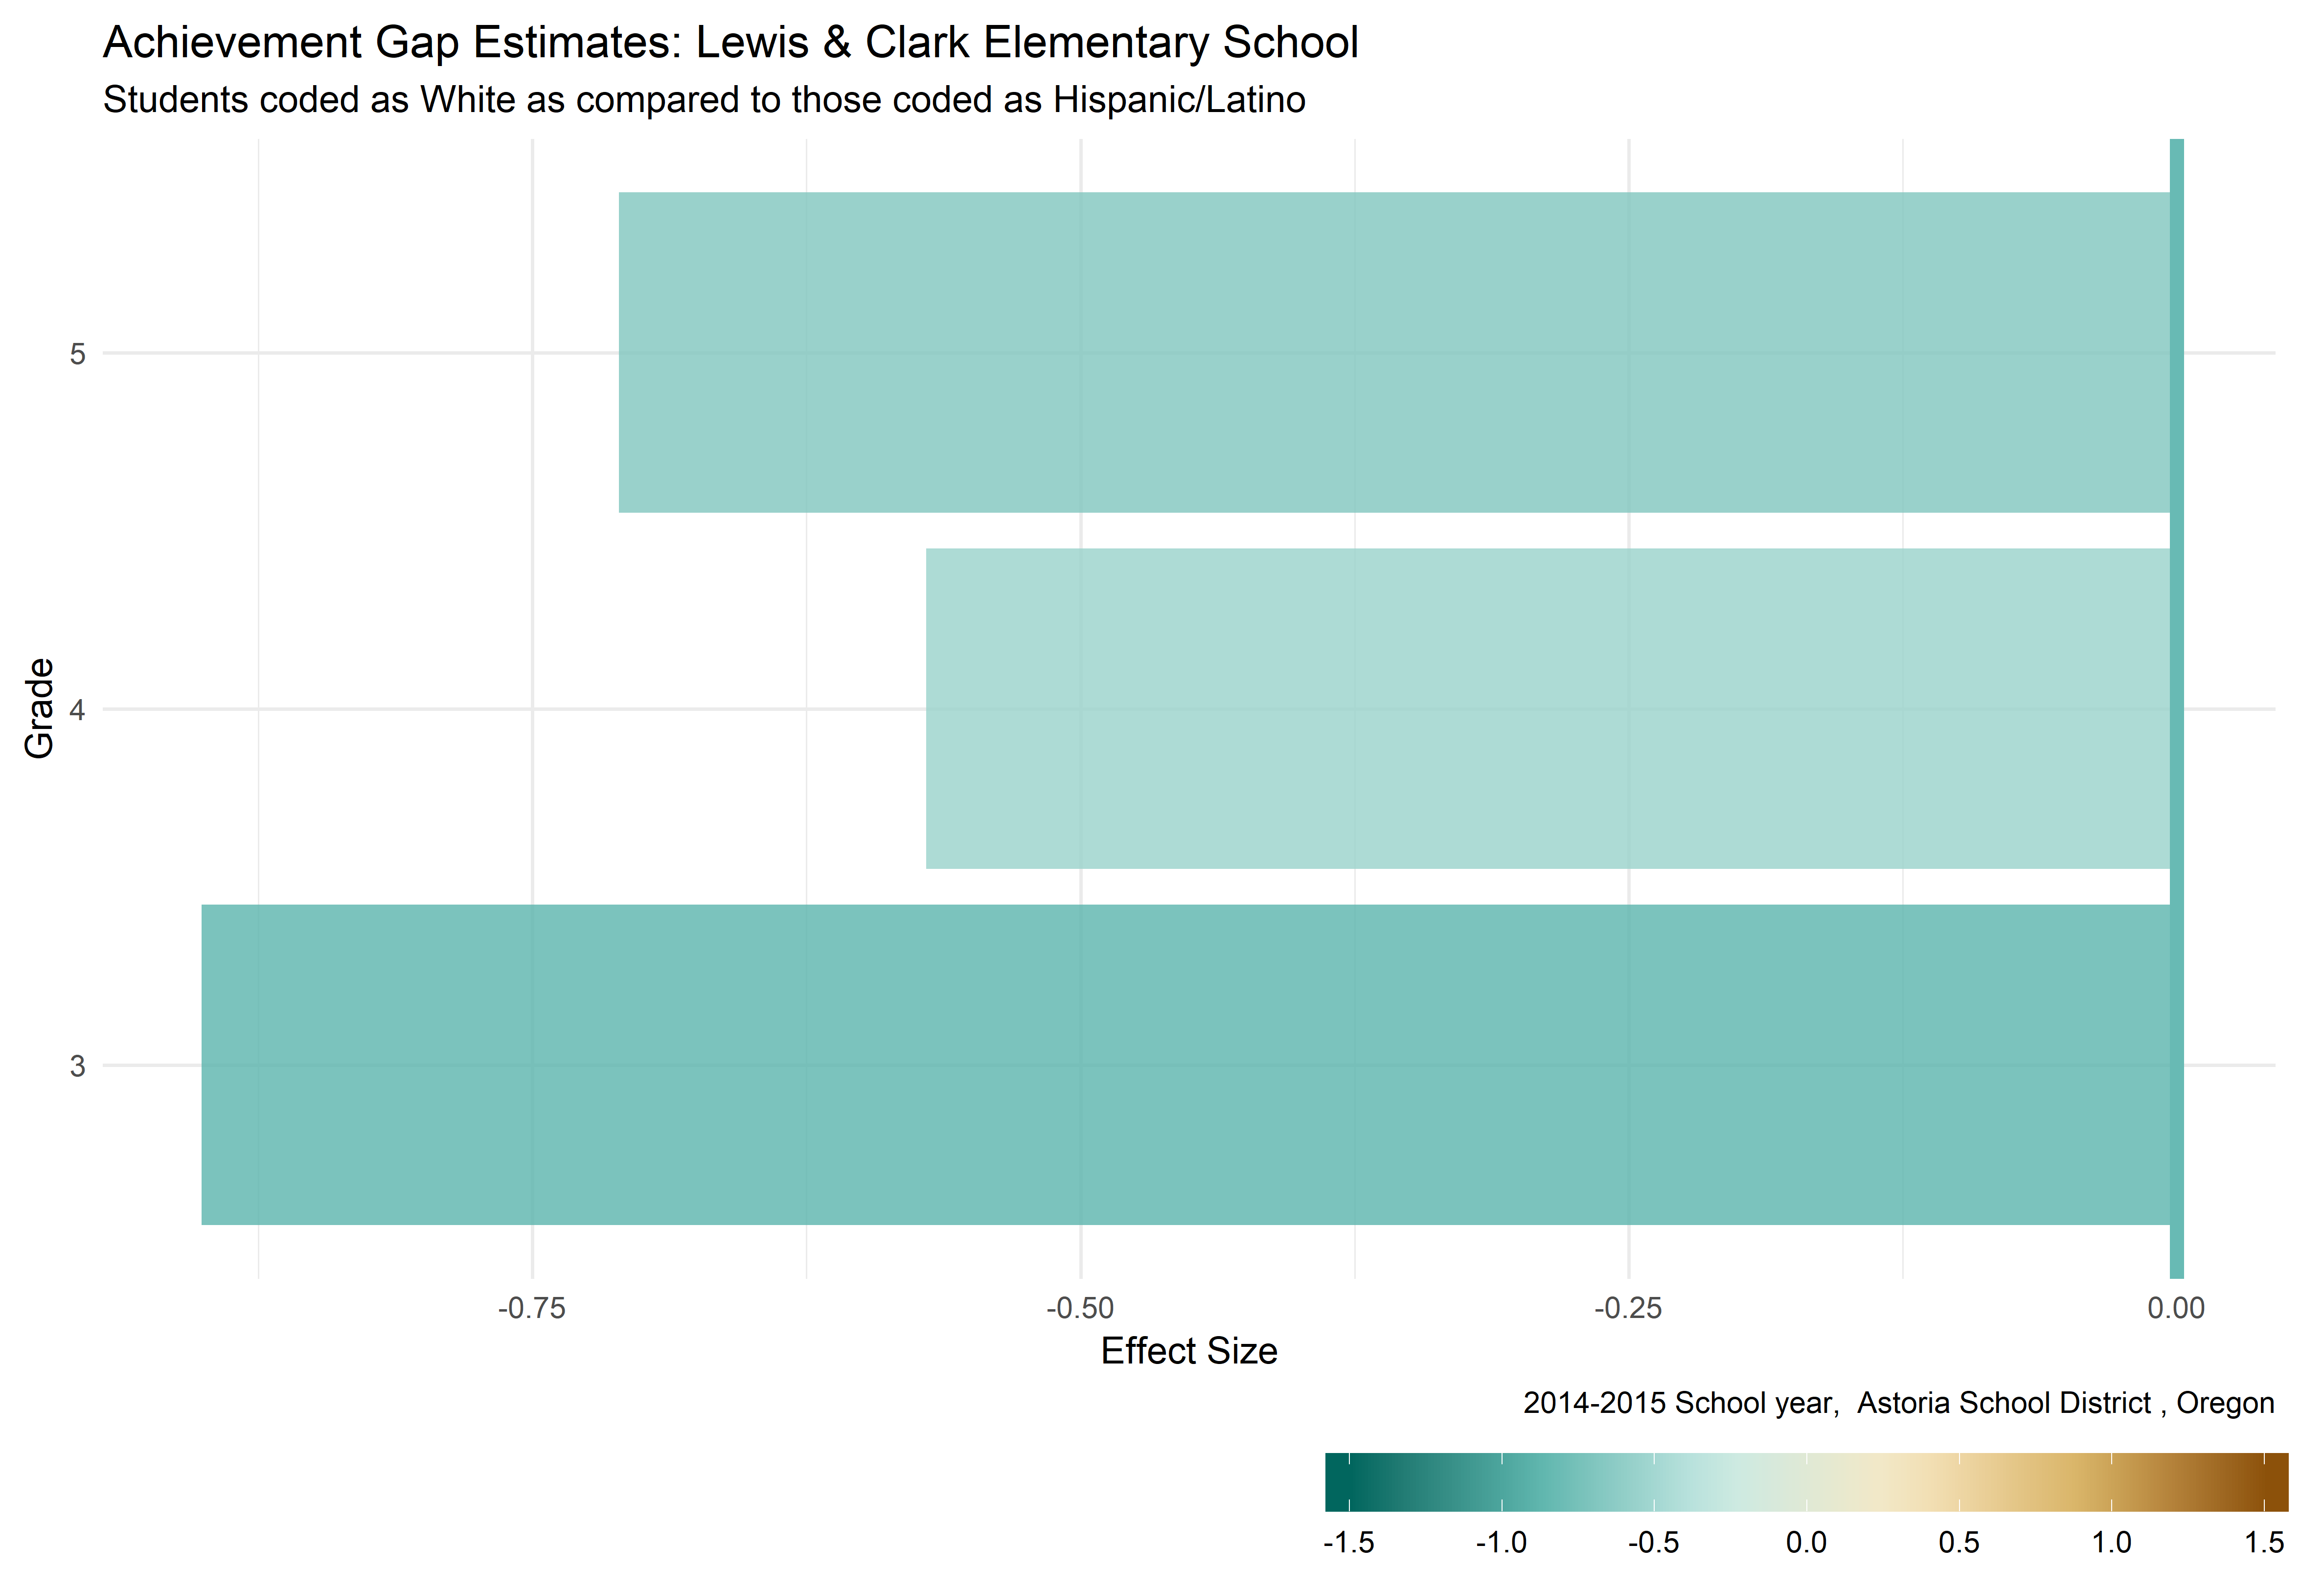 Achievement Gap Estimates: Lewis & Clark Elementary School
Students coded as White as compared to those coded as Hispanic/Latino
5
4
3
Grade
-0.75 -0.50 -0.25 0.00
Effect Size
2014-2015 School year,  Astoria School District , Oregon
-1.5 -1.0 -0.5 0.0 0.5 1.0 1.5